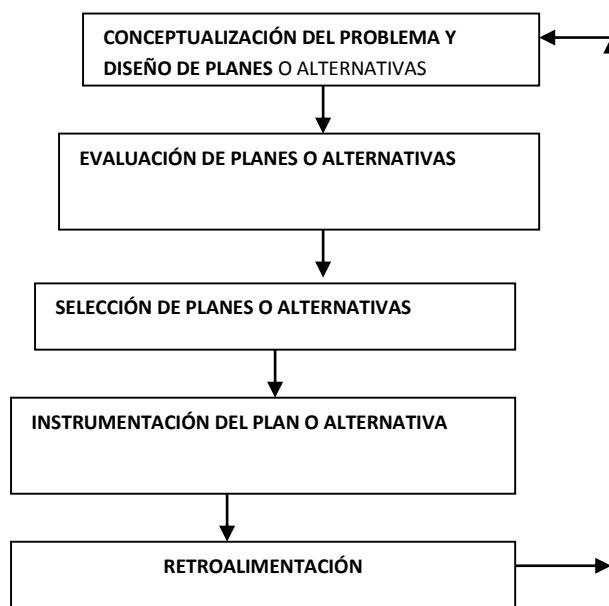 CONCEPTUALIZACIÓN DEL PROBLEMA Y
DISEÑO DE PLANES O ALTERNATIVAS
EVALUACIÓN DE PLANES O ALTERNATIVAS
SELECCIÓN DE PLANES O ALTERNATIVAS
INSTRUMENTACIÓN DEL PLAN O ALTERNATIVA
RETROALIMENTACIÓN